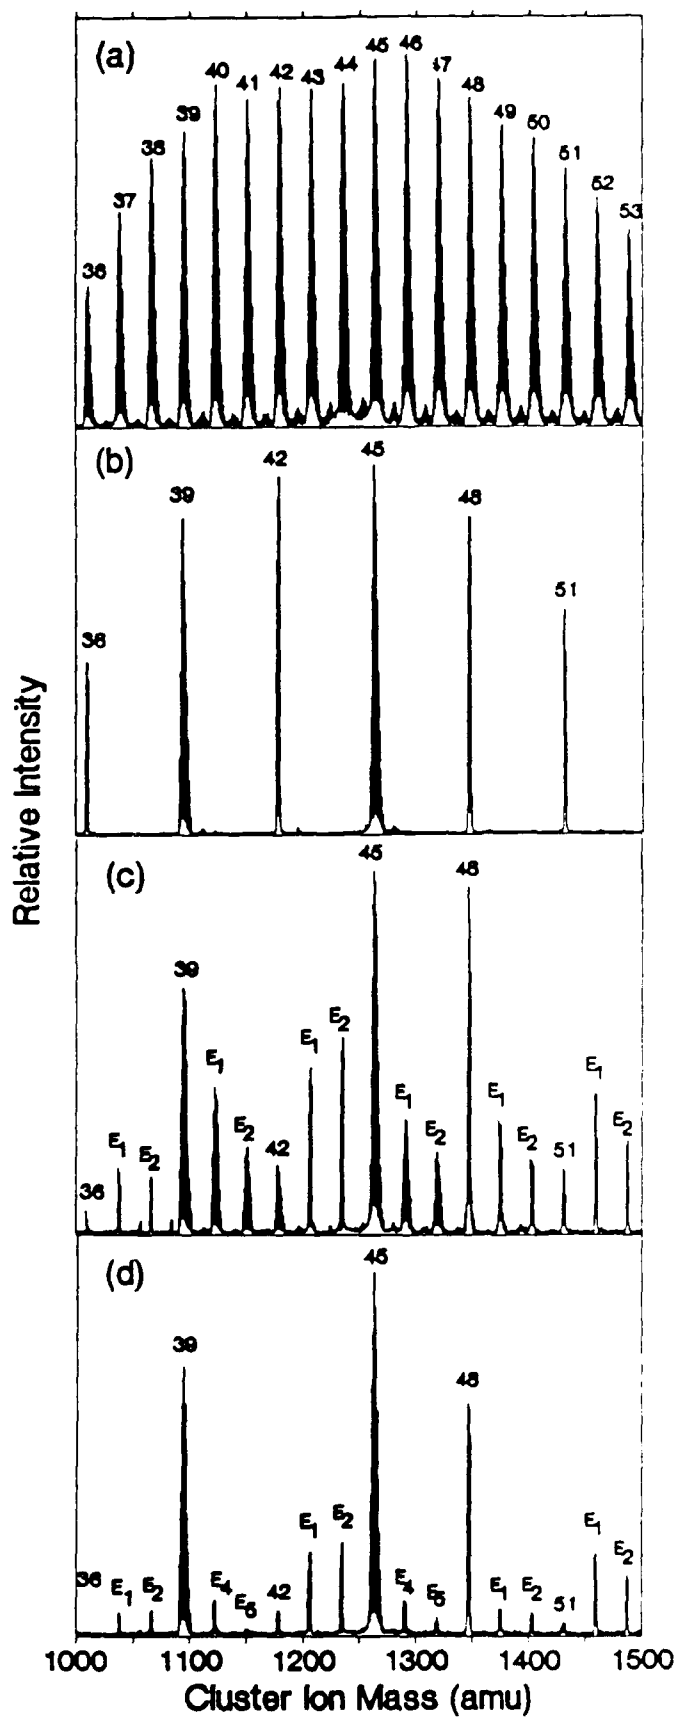 (a)
36 37 38 39 40 41 42 43 44 45 46 47 48 49 50 51 52 53
(b)
36 39 42 45 48 51
(c)
36 E1 E2 39 E1 E2 42 E1 E2 45 E1 E2 48 E1 E2 51 E1 E2
(d)
36 E1 E2 39 E4 E5 42 E1 E2 45 E4 E5 48 E1 E2 51 E1 E2
Relative Intensity
1000 1100 1200 1300 1400 1500
Cluster Ion Mass (amu)